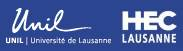 Unil
UNIL | Université de Lausanne
HEC
LAUSANNE